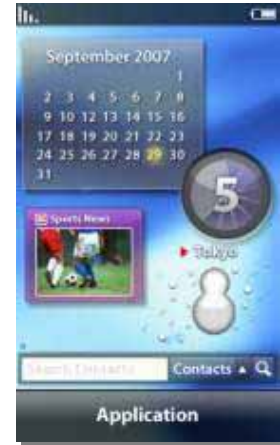 September 2007
1
2 3 4 5 6 7 8
9 10 11 12 13 14 15 16
17 18 19 20 21 22 23
24 25 26 27 28 29 30
31
5
Sports News
Tokyo
Search Contacts
Contacts
Application